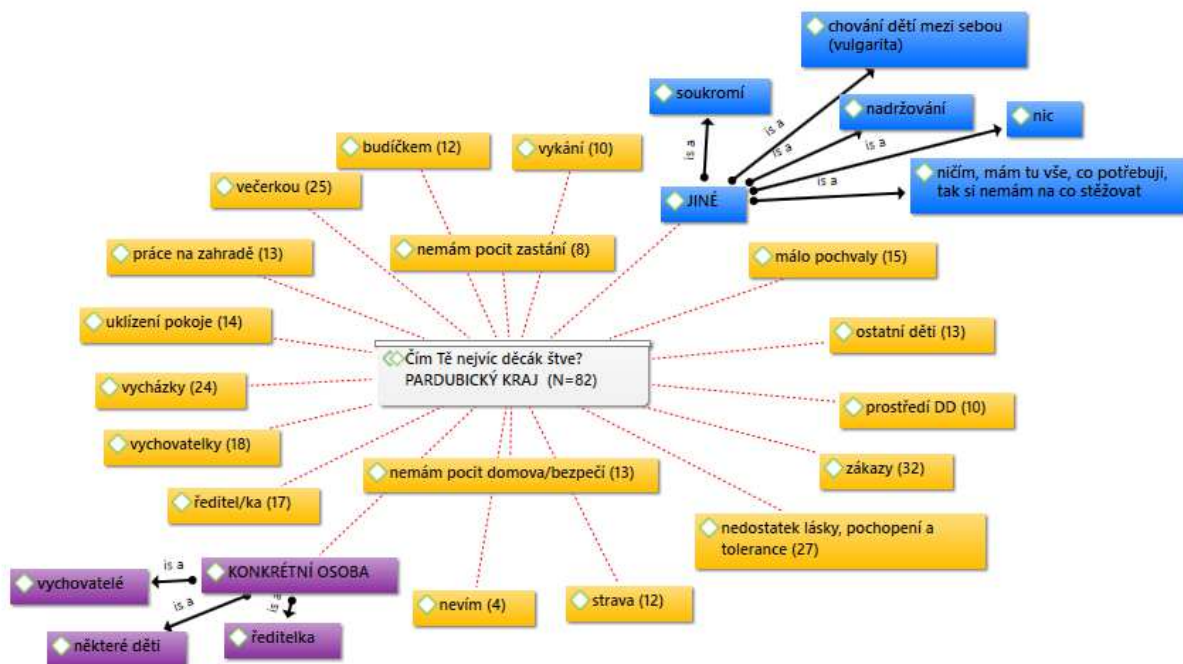 chování dětí mezi sebou
(vulgarita)
soukromí
nadržování
nic
is a
is a
is a
is a
budíčkem (12)
vykání (10)
ničím, mám tu vše, co potřebuji,
tak si nemám na co stěžovat
is a
večerkou (25)
JINÉ
práce na zahradě (13)
nemám pocit zastání (8)
málo pochvaly (15)
uklízení pokoje (14)
ostatní děti (13)
Čím Tě nejvíc děcák štve?
PARDUBICKÝ KRAJ (N=82)
vycházky (24)
prostředí DD (10)
vychovatelky (18)
nemám pocit domova/bezpečí (13)
zákazy (32)
ředitel/ka (17)
nedostatek lásky, pochopení a
tolerance (27)
is a
KONKRÉTNÍ OSOBA
vychovatelé
is a
is a
nevím (4)
strava (12)
některé děti
ředitelka